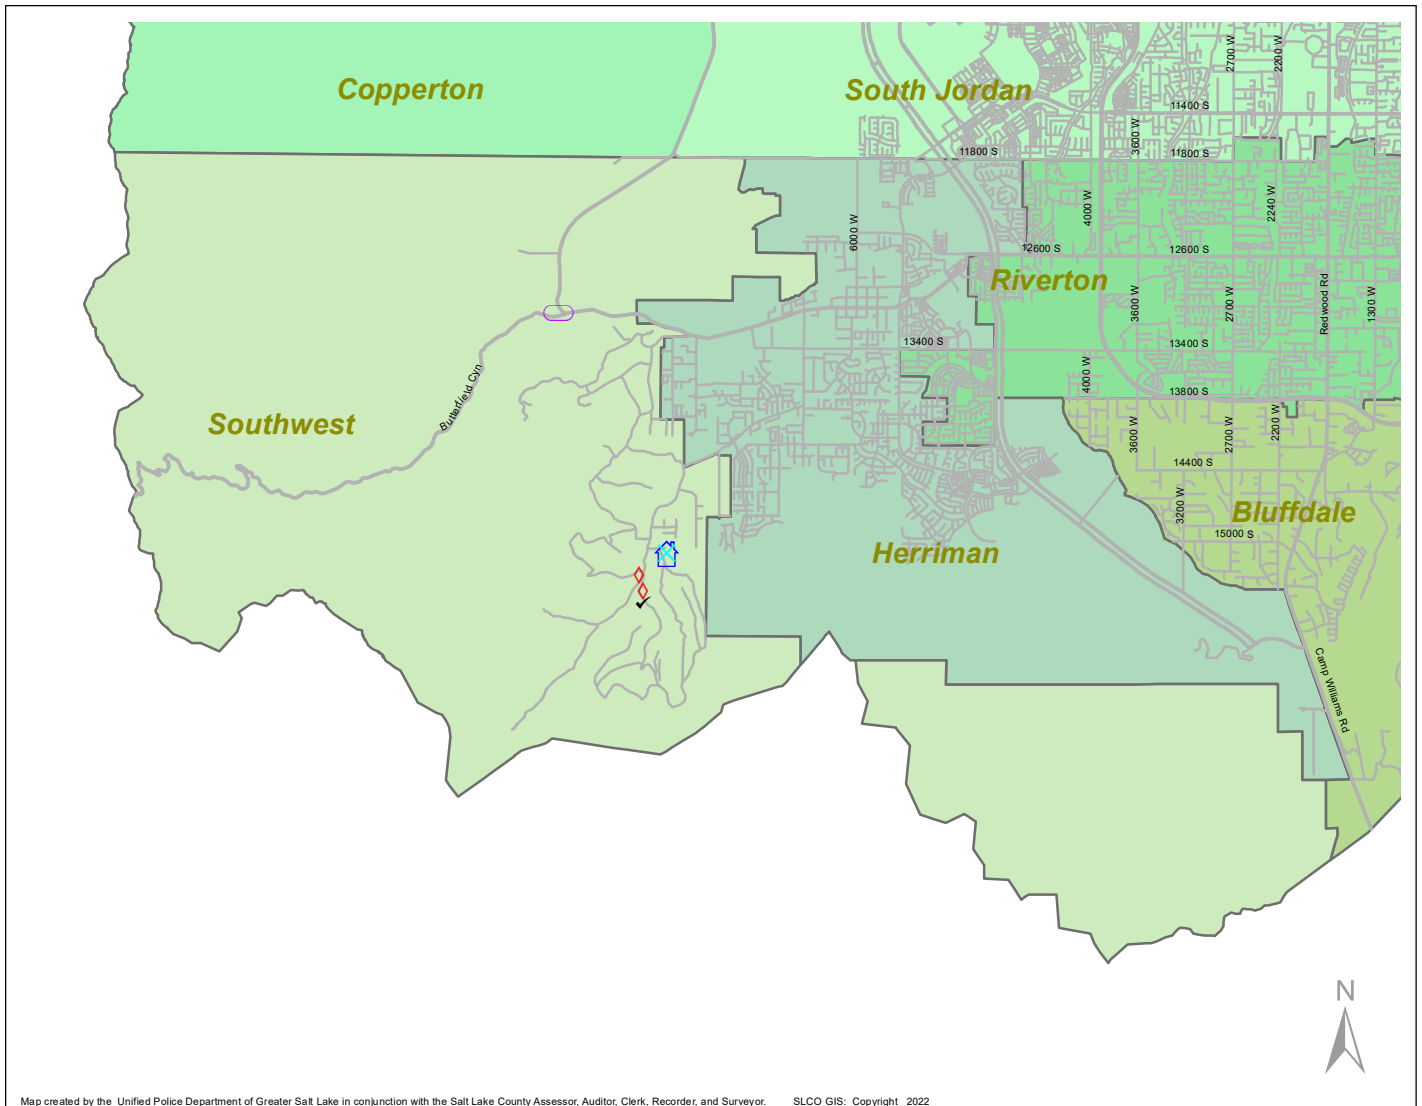 2700 W
2200 W
Copperton
South Jordan
11400 S
3600 W
11800 S
11800 S
4000 W
2240 W
6000 W
12600 S
12600 S
Riverton
3600 W
2700 W
Redwood Rd
1300 W
13400 S
13400 S
4000 W
Butterfield Cyn
13800 S
Southwest
3600 W
2700 W
2200 W
14400 S
3200 W
Bluffdale
15000 S
Herriman
Camp Williams Rd
N
Map created by the Unified Police Department of Greater Salt Lake in conjunction with the Salt Lake County Assessor, Auditor, Clerk, Recorder, and Surveyor. SLCO GIS: Copyright 2022